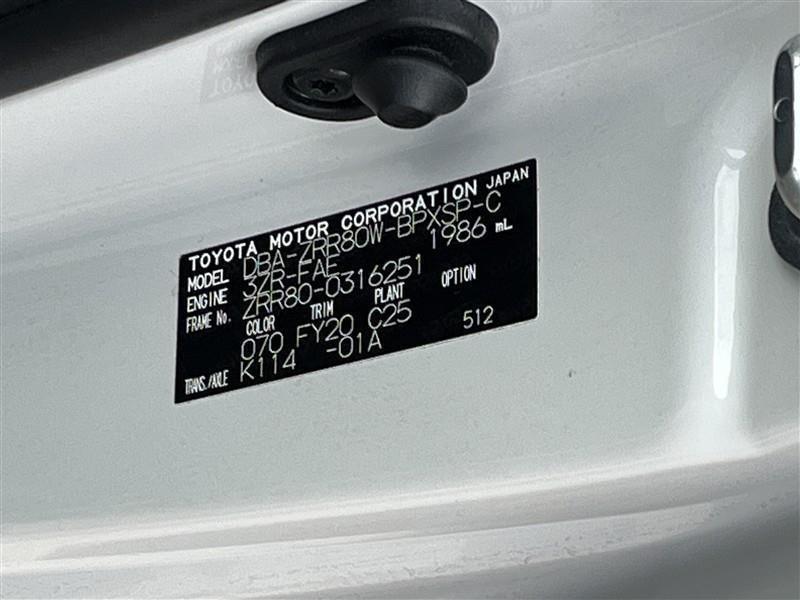 TOYOTA MOTOR CORPORATION JAPAN
MODEL DBA-ZRR80W-BPXSP-C
ENGINE 3ZR-FAE 1986 mL
FRAME No. ZRR80-0316251
COLOR TRIM PLANT OPTION
070 FY20 C25
TRANS./AXLE K114 -01A 512